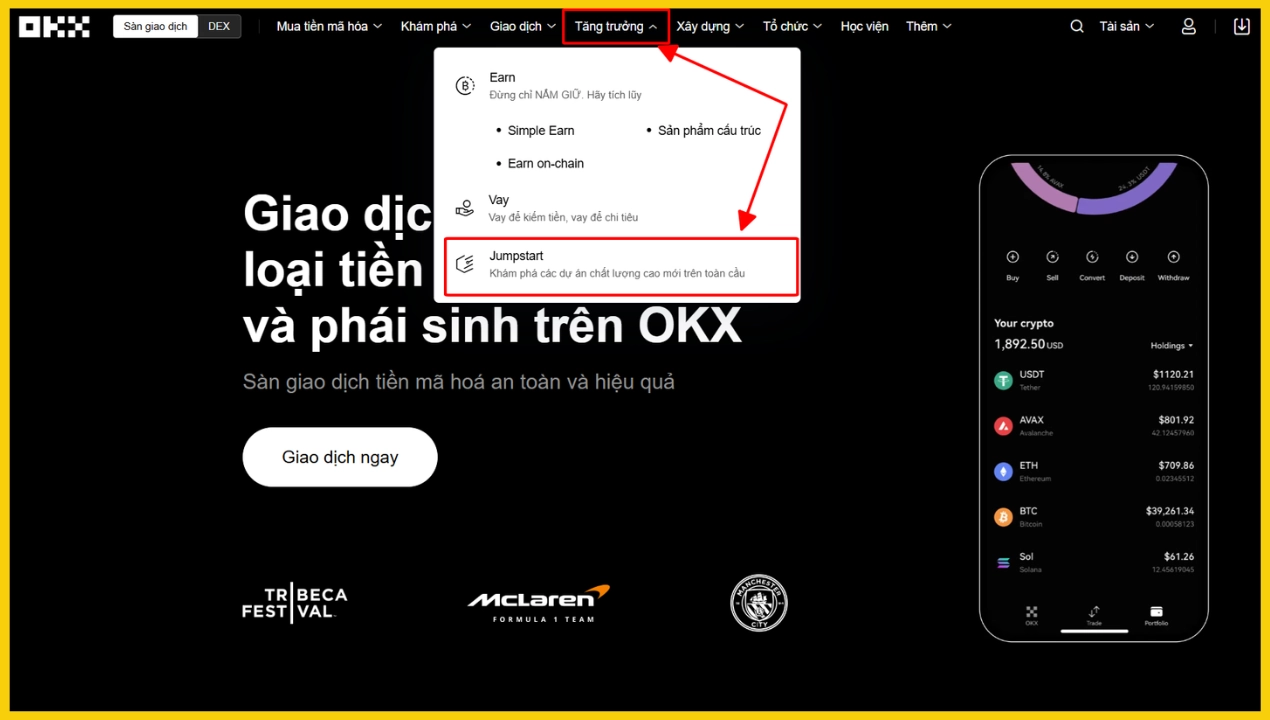 OKX
Sàn giao dịch DEX Mua tiền mã hóa Khám phá Giao dịch Tăng trưởng Xây dựng Tổ chức Học viện Thêm Tài sản
Earn
Đừng chỉ NẮM GIỮ. Hãy tích lũy
Simple Earn
Sản phẩm cấu trúc
Earn on-chain
Vay
Vay để kiếm tiền, vay để chi tiêu
Jumpstart
Khám phá các dự án chất lượng cao mới trên toàn cầu
Giao dịc
loại tiền
và phái sinh trên OKX
Sàn giao dịch tiền mã hoá an toàn và hiệu quả
Giao dịch ngay
TRIBECA
FESTIVAL
McLaren
FORMULA 1 TEAM
MANCHESTER
CITY
AVAX
24.3% USDT
Buy Sell Convert Deposit Withdraw
Your crypto
1,892.50 USD
Holdings
USDT $1120.21
Tether 120.94159850
AVAX $801.92
Avalanche 42.12457960
ETH $709.86
Ethereum 0.02345512
BTC $39,261.34
Bitcoin 0.00058123
Sol $61.26
Solana 12.45619045
OKX Trade Portfolio